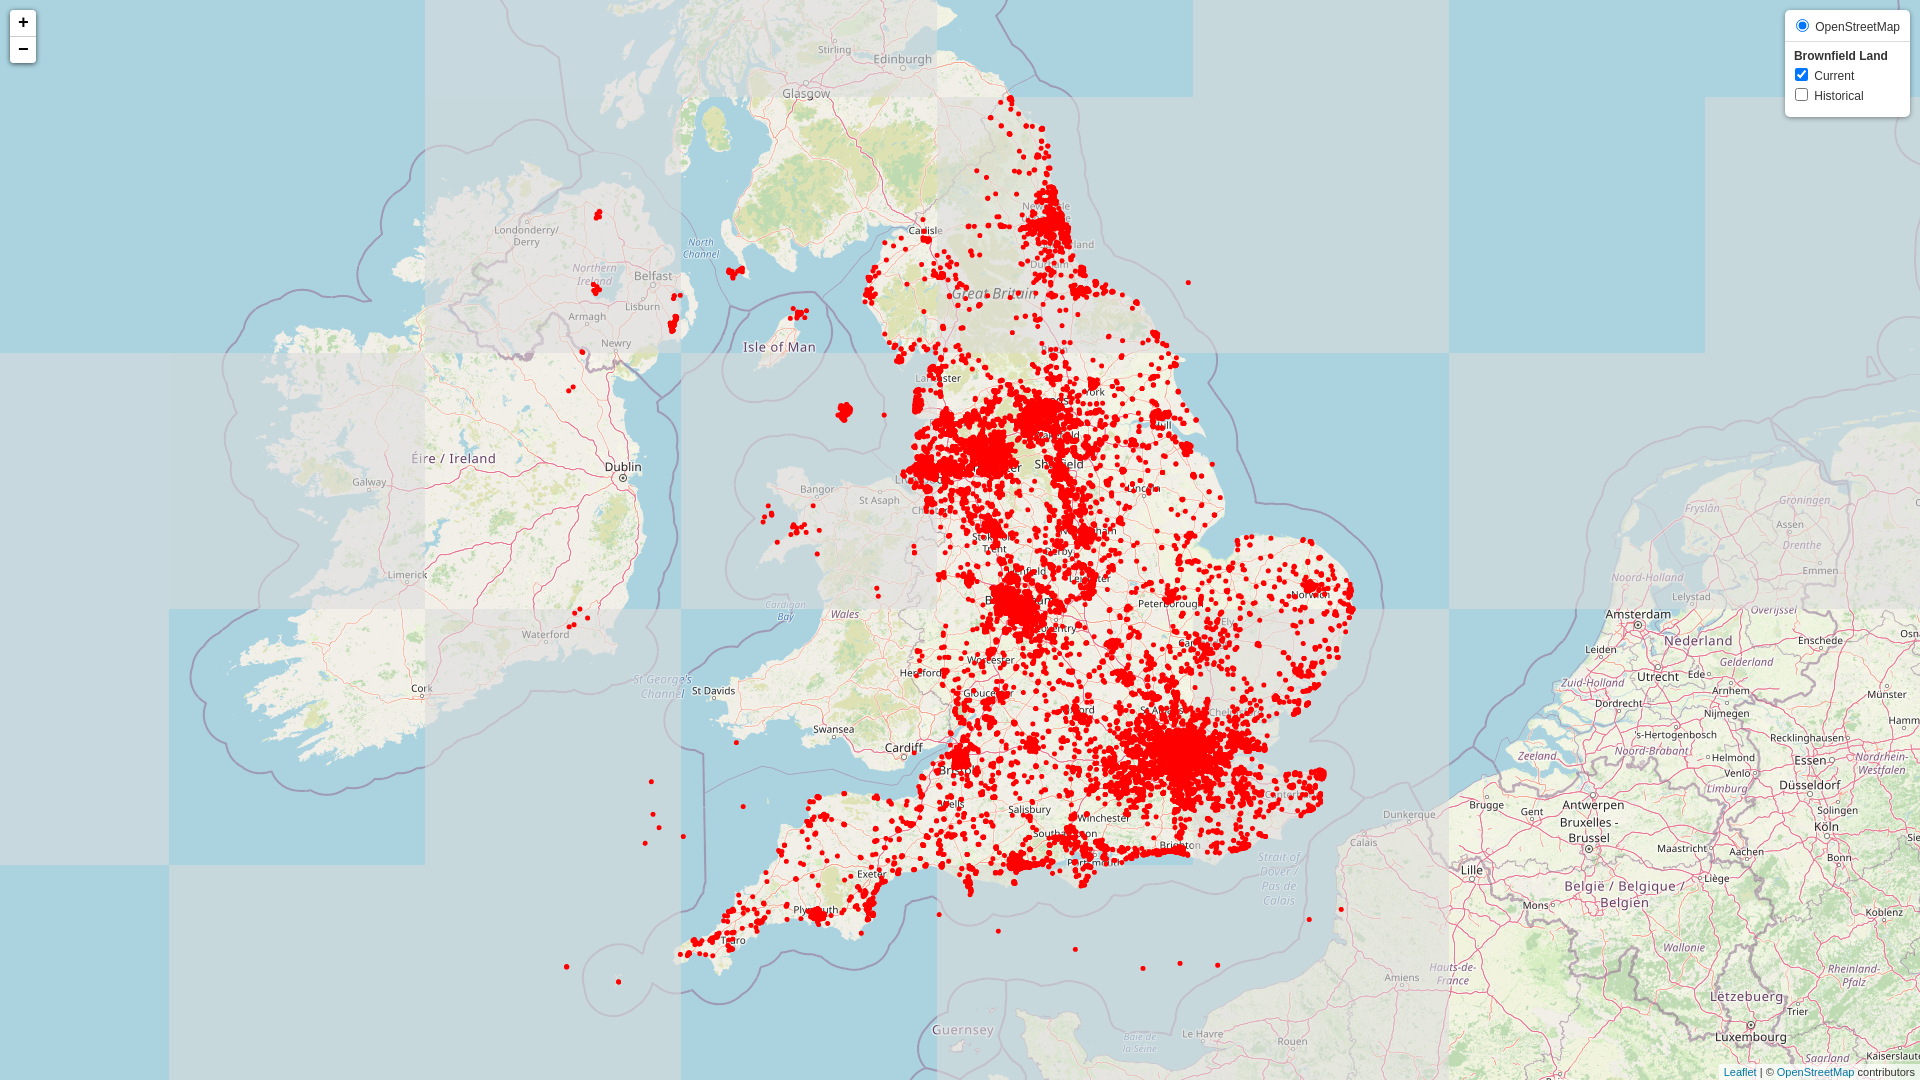 +
−
OpenStreetMap
Brownfield Land
Current
Historical
Stirling
Edinburgh
Glasgow
Londonderry/
Derry
North
Channel
Carlisle
Northern
Ireland
Belfast
Lisburn
Armagh
Newry
Great Britain
Isle of Man
Lancaster
York
Éire / Ireland
Dublin
Galway
Bangor
St Asaph
Sheffield
Lincoln
Limerick
Derby
Peterborough
Norwich
Ely
Cardigan
Bay
Wales
Waterford
Worcester
Hereford
Cork
St George's
Channel
St Davids
Gloucester
Swansea
Cardiff
Bristol
Wells
Salisbury
Winchester
Southampton
Portsmouth
Brighton
Exeter
Plymouth
Truro
Strait of
Dover /
Pas de
Calais
Dunkerque
Calais
Guernsey
Baie de
la Seine
Le Havre
Rouen
Amiens
Hauts-de-
France
Lille
Groningen
Fryslân
Assen
Drenthe
Emmen
Noord-Holland
Lelystad
Overijssel
Amsterdam
Nederland
Enschede
Leiden
Gelderland
Utrecht
Ede
Zuid-Holland
Arnhem
Münster
Dordrecht
Nijmegen
's-Hertogenbosch
Noord-Brabant
Recklinghausen
Zeeland
Helmond
Essen
Nordrhein-
Westfalen
Venlo
Limburg
Düsseldorf
Brugge
Gent
Antwerpen
Solingen
Bruxelles -
Brussel
Köln
Maastricht
Aachen
Bonn
Liège
België / Belgique /
Belgien
Mons
Koblenz
Wallonie
Rheinland-
Pfalz
Lëtzebuerg
Trier
Luxembourg
Saarland
Kaiserslaute
Leaflet | © OpenStreetMap contributors